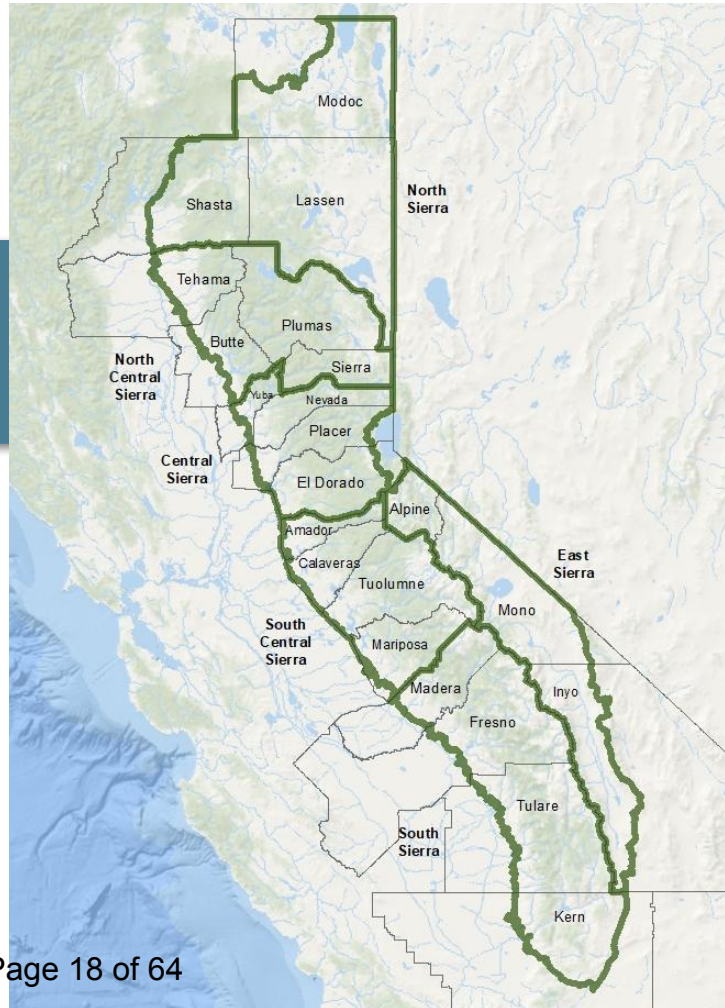 Modoc
North
Sierra
Shasta
Lassen
Tehama
Plumas
Butte
North
Central
Sierra
Sierra
Yuba
Nevada
Placer
Central
Sierra
El Dorado
Alpine
Amador
Calaveras
East
Sierra
Tuolumne
Mono
South
Central
Sierra
Mariposa
Madera
Inyo
Fresno
Tulare
South
Sierra
Kern
Page 18 of 64